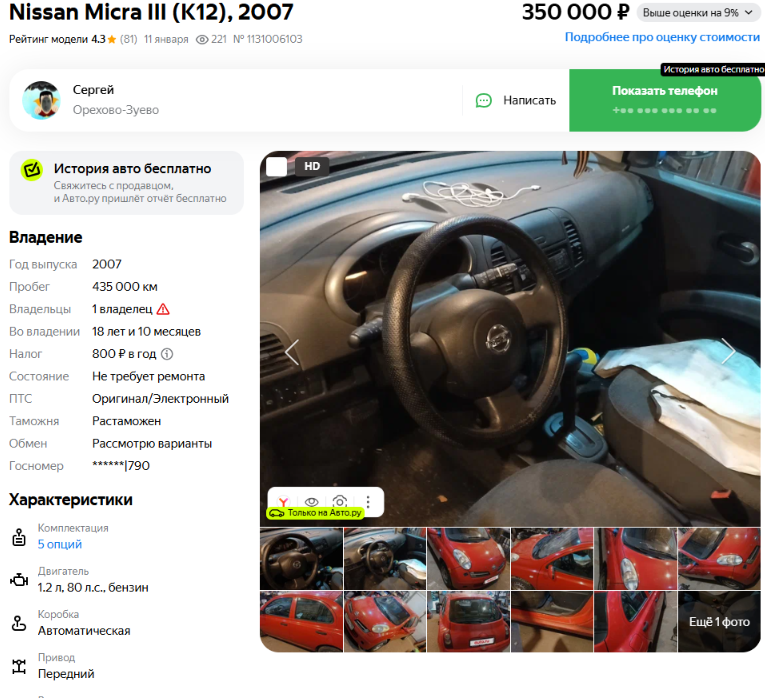 Nissan Micra III (K12), 2007
350 000 ₽ Выше оценки на 9%
Рейтинг модели 4.3 (81) 11 января 221 № 1131006103
Подробнее про оценку стоимости
История авто бесплатно
Сергей
Орехово-Зуево
Написать
Показать телефон
+●● ●●● ●●● ●● ●●
История авто бесплатно
Свяжитесь с продавцом,
и Авто.ру пришлёт отчёт бесплатно
HD
Владение
Год выпуска 2007
Пробег 435 000 км
Владельцы 1 владелец
Во владении 18 лет и 10 месяцев
Налог 800 ₽ в год
Состояние Не требует ремонта
ПТС Оригинал/Электронный
Таможня Растаможен
Обмен Рассмотрю варианты
Госномер ******|790
Только на Авто.ру
Характеристики
Комплектация
5 опций
Двигатель
1.2 л, 80 л.с., бензин
Коробка
Автоматическая
Привод
Передний
Ещё 1 фото